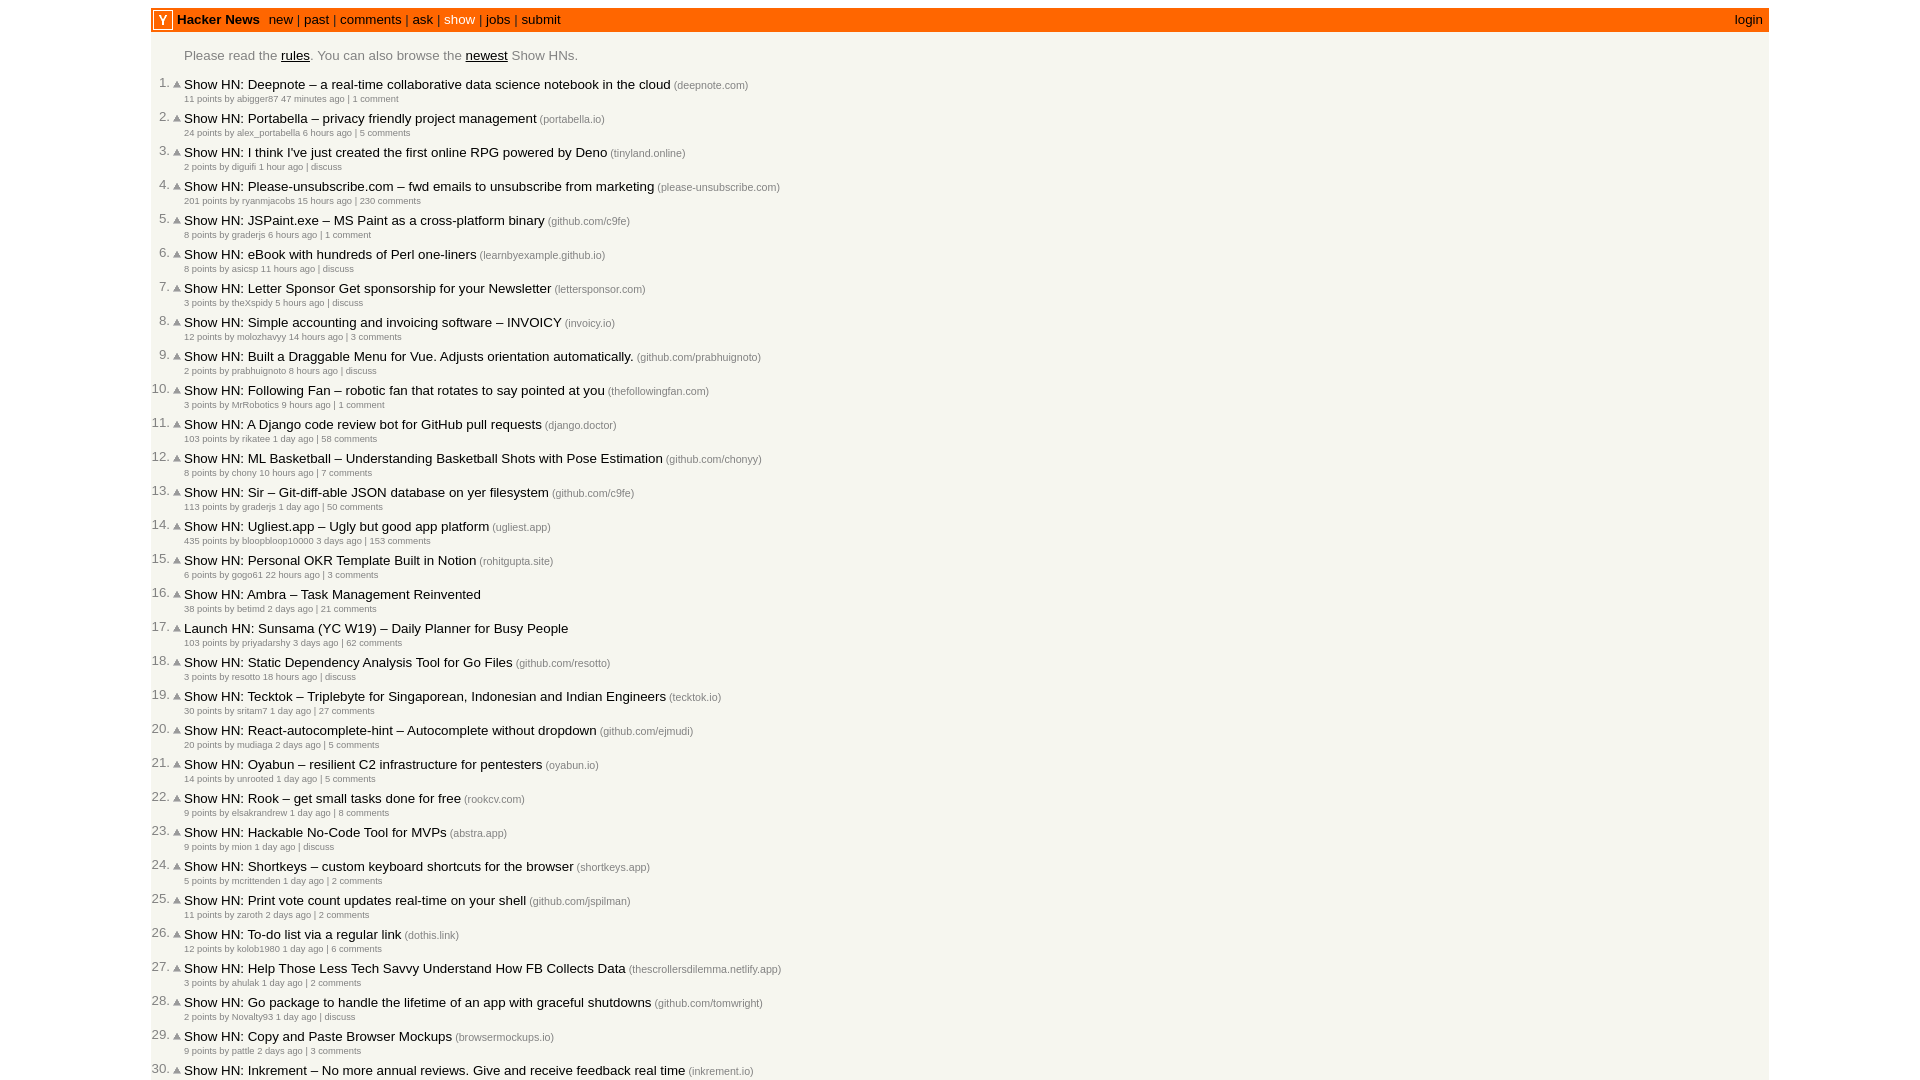 Y Hacker News new | past | comments | ask | show | jobs | submit login
Please read the rules. You can also browse the newest Show HNs.
1. Show HN: Deepnote – a real-time collaborative data science notebook in the cloud (deepnote.com)
11 points by abigger87 47 minutes ago | 1 comment
2. Show HN: Portabella – privacy friendly project management (portabella.io)
24 points by alex_portabella 6 hours ago | 5 comments
3. Show HN: I think I've just created the first online RPG powered by Deno (tinyland.online)
2 points by diguifi 1 hour ago | discuss
4. Show HN: Please-unsubscribe.com – fwd emails to unsubscribe from marketing (please-unsubscribe.com)
201 points by ryanmjacobs 15 hours ago | 230 comments
5. Show HN: JSPaint.exe – MS Paint as a cross-platform binary (github.com/c9fe)
8 points by graderjs 6 hours ago | 1 comment
6. Show HN: eBook with hundreds of Perl one-liners (learnbyexample.github.io)
8 points by asicsp 11 hours ago | discuss
7. Show HN: Letter Sponsor Get sponsorship for your Newsletter (lettersponsor.com)
3 points by theXspidy 5 hours ago | discuss
8. Show HN: Simple accounting and invoicing software – INVOICY (invoicy.io)
12 points by molozhavyy 14 hours ago | 3 comments
9. Show HN: Built a Draggable Menu for Vue. Adjusts orientation automatically. (github.com/prabhuignoto)
2 points by prabhuignoto 8 hours ago | discuss
10. Show HN: Following Fan – robotic fan that rotates to say pointed at you (thefollowingfan.com)
3 points by MrRobotics 9 hours ago | 1 comment
11. Show HN: A Django code review bot for GitHub pull requests (django.doctor)
103 points by rikatee 1 day ago | 58 comments
12. Show HN: ML Basketball – Understanding Basketball Shots with Pose Estimation (github.com/chonyy)
8 points by chony 10 hours ago | 7 comments
13. Show HN: Sir – Git-diff-able JSON database on yer filesystem (github.com/c9fe)
113 points by graderjs 1 day ago | 50 comments
14. Show HN: Ugliest.app – Ugly but good app platform (ugliest.app)
435 points by bloopbloop10000 3 days ago | 153 comments
15. Show HN: Personal OKR Template Built in Notion (rohitgupta.site)
6 points by gogo61 22 hours ago | 3 comments
16. Show HN: Ambra – Task Management Reinvented
38 points by betimd 2 days ago | 21 comments
17. Launch HN: Sunsama (YC W19) – Daily Planner for Busy People
103 points by priyadarshy 3 days ago | 62 comments
18. Show HN: Static Dependency Analysis Tool for Go Files (github.com/resotto)
3 points by resotto 18 hours ago | discuss
19. Show HN: Tecktok – Triplebyte for Singaporean, Indonesian and Indian Engineers (tecktok.io)
30 points by sritam7 1 day ago | 27 comments
20. Show HN: React-autocomplete-hint – Autocomplete without dropdown (github.com/ejmudi)
20 points by mudiaga 2 days ago | 5 comments
21. Show HN: Oyabun – resilient C2 infrastructure for pentesters (oyabun.io)
14 points by unrooted 1 day ago | 5 comments
22. Show HN: Rook – get small tasks done for free (rookcv.com)
9 points by elsakrandrew 1 day ago | 8 comments
23. Show HN: Hackable No-Code Tool for MVPs (abstra.app)
9 points by mion 1 day ago | discuss
24. Show HN: Shortkeys – custom keyboard shortcuts for the browser (shortkeys.app)
5 points by mcrittenden 1 day ago | 2 comments
25. Show HN: Print vote count updates real-time on your shell (github.com/jspilman)
11 points by zaroth 2 days ago | 2 comments
26. Show HN: To-do list via a regular link (dothis.link)
12 points by kolob1980 1 day ago | 6 comments
27. Show HN: Help Those Less Tech Savvy Understand How FB Collects Data (thescrollersdilemma.netlify.app)
3 points by ahulak 1 day ago | 2 comments
28. Show HN: Go package to handle the lifetime of an app with graceful shutdowns (github.com/tomwright)
2 points by Novalty93 1 day ago | discuss
29. Show HN: Copy and Paste Browser Mockups (browsermockups.io)
9 points by pattle 2 days ago | 3 comments
30. Show HN: Inkrement – No more annual reviews. Give and receive feedback real time (inkrement.io)